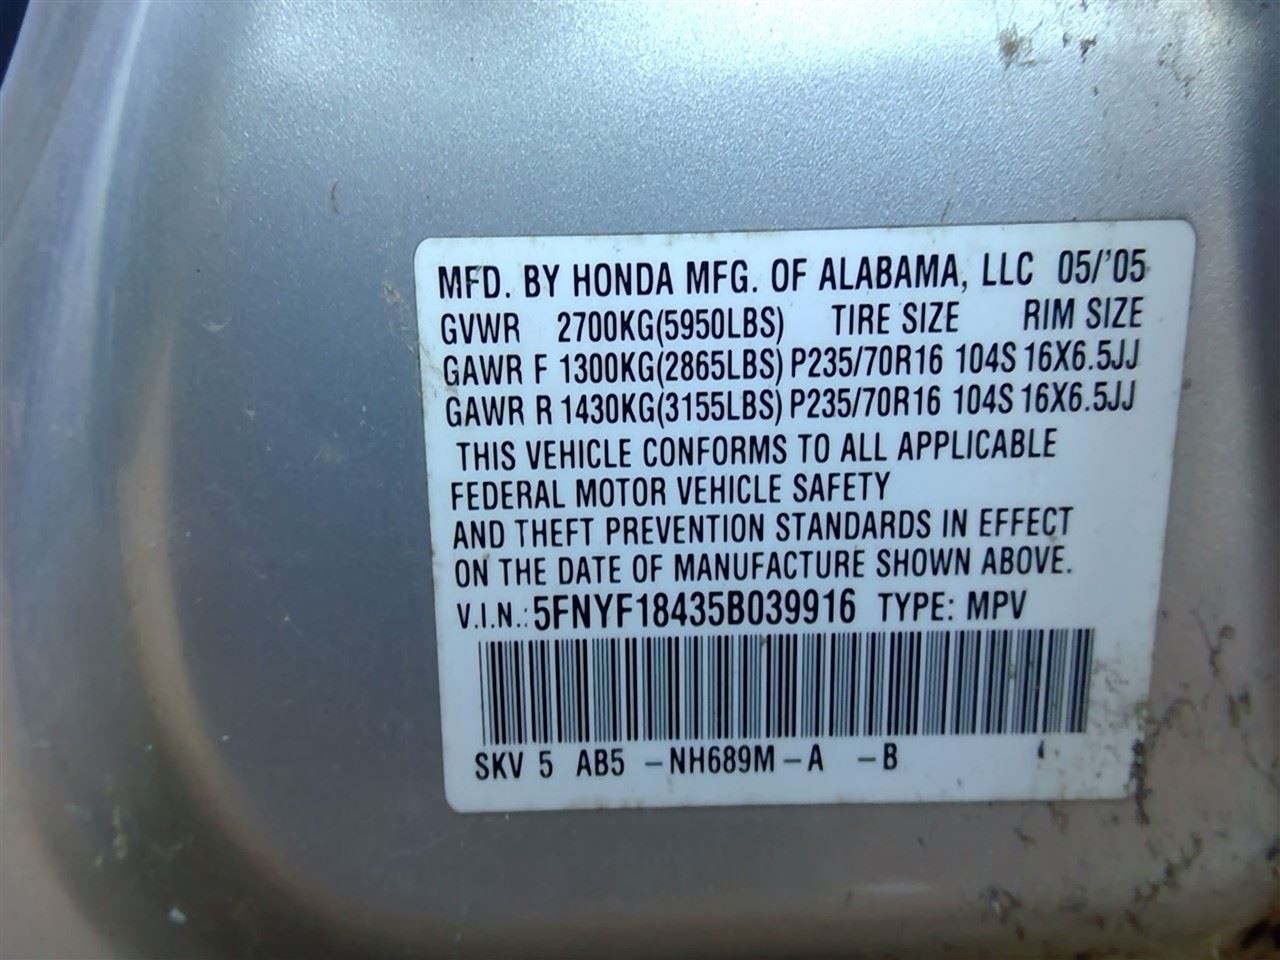 MFD. BY HONDA MFG. OF ALABAMA, LLC 05/'05
GVWR 2700KG(5950LBS) TIRE SIZE RIM SIZE
GAWR F 1300KG(2865LBS) P235/70R16 104S 16X6.5JJ
GAWR R 1430KG(3155LBS) P235/70R16 104S 16X6.5JJ
THIS VEHICLE CONFORMS TO ALL APPLICABLE
FEDERAL MOTOR VEHICLE SAFETY
AND THEFT PREVENTION STANDARDS IN EFFECT
ON THE DATE OF MANUFACTURE SHOWN ABOVE.
V.I.N.: 5FNYF18435B039916 TYPE: MPV
SKV 5 AB5 -NH689M-A -B